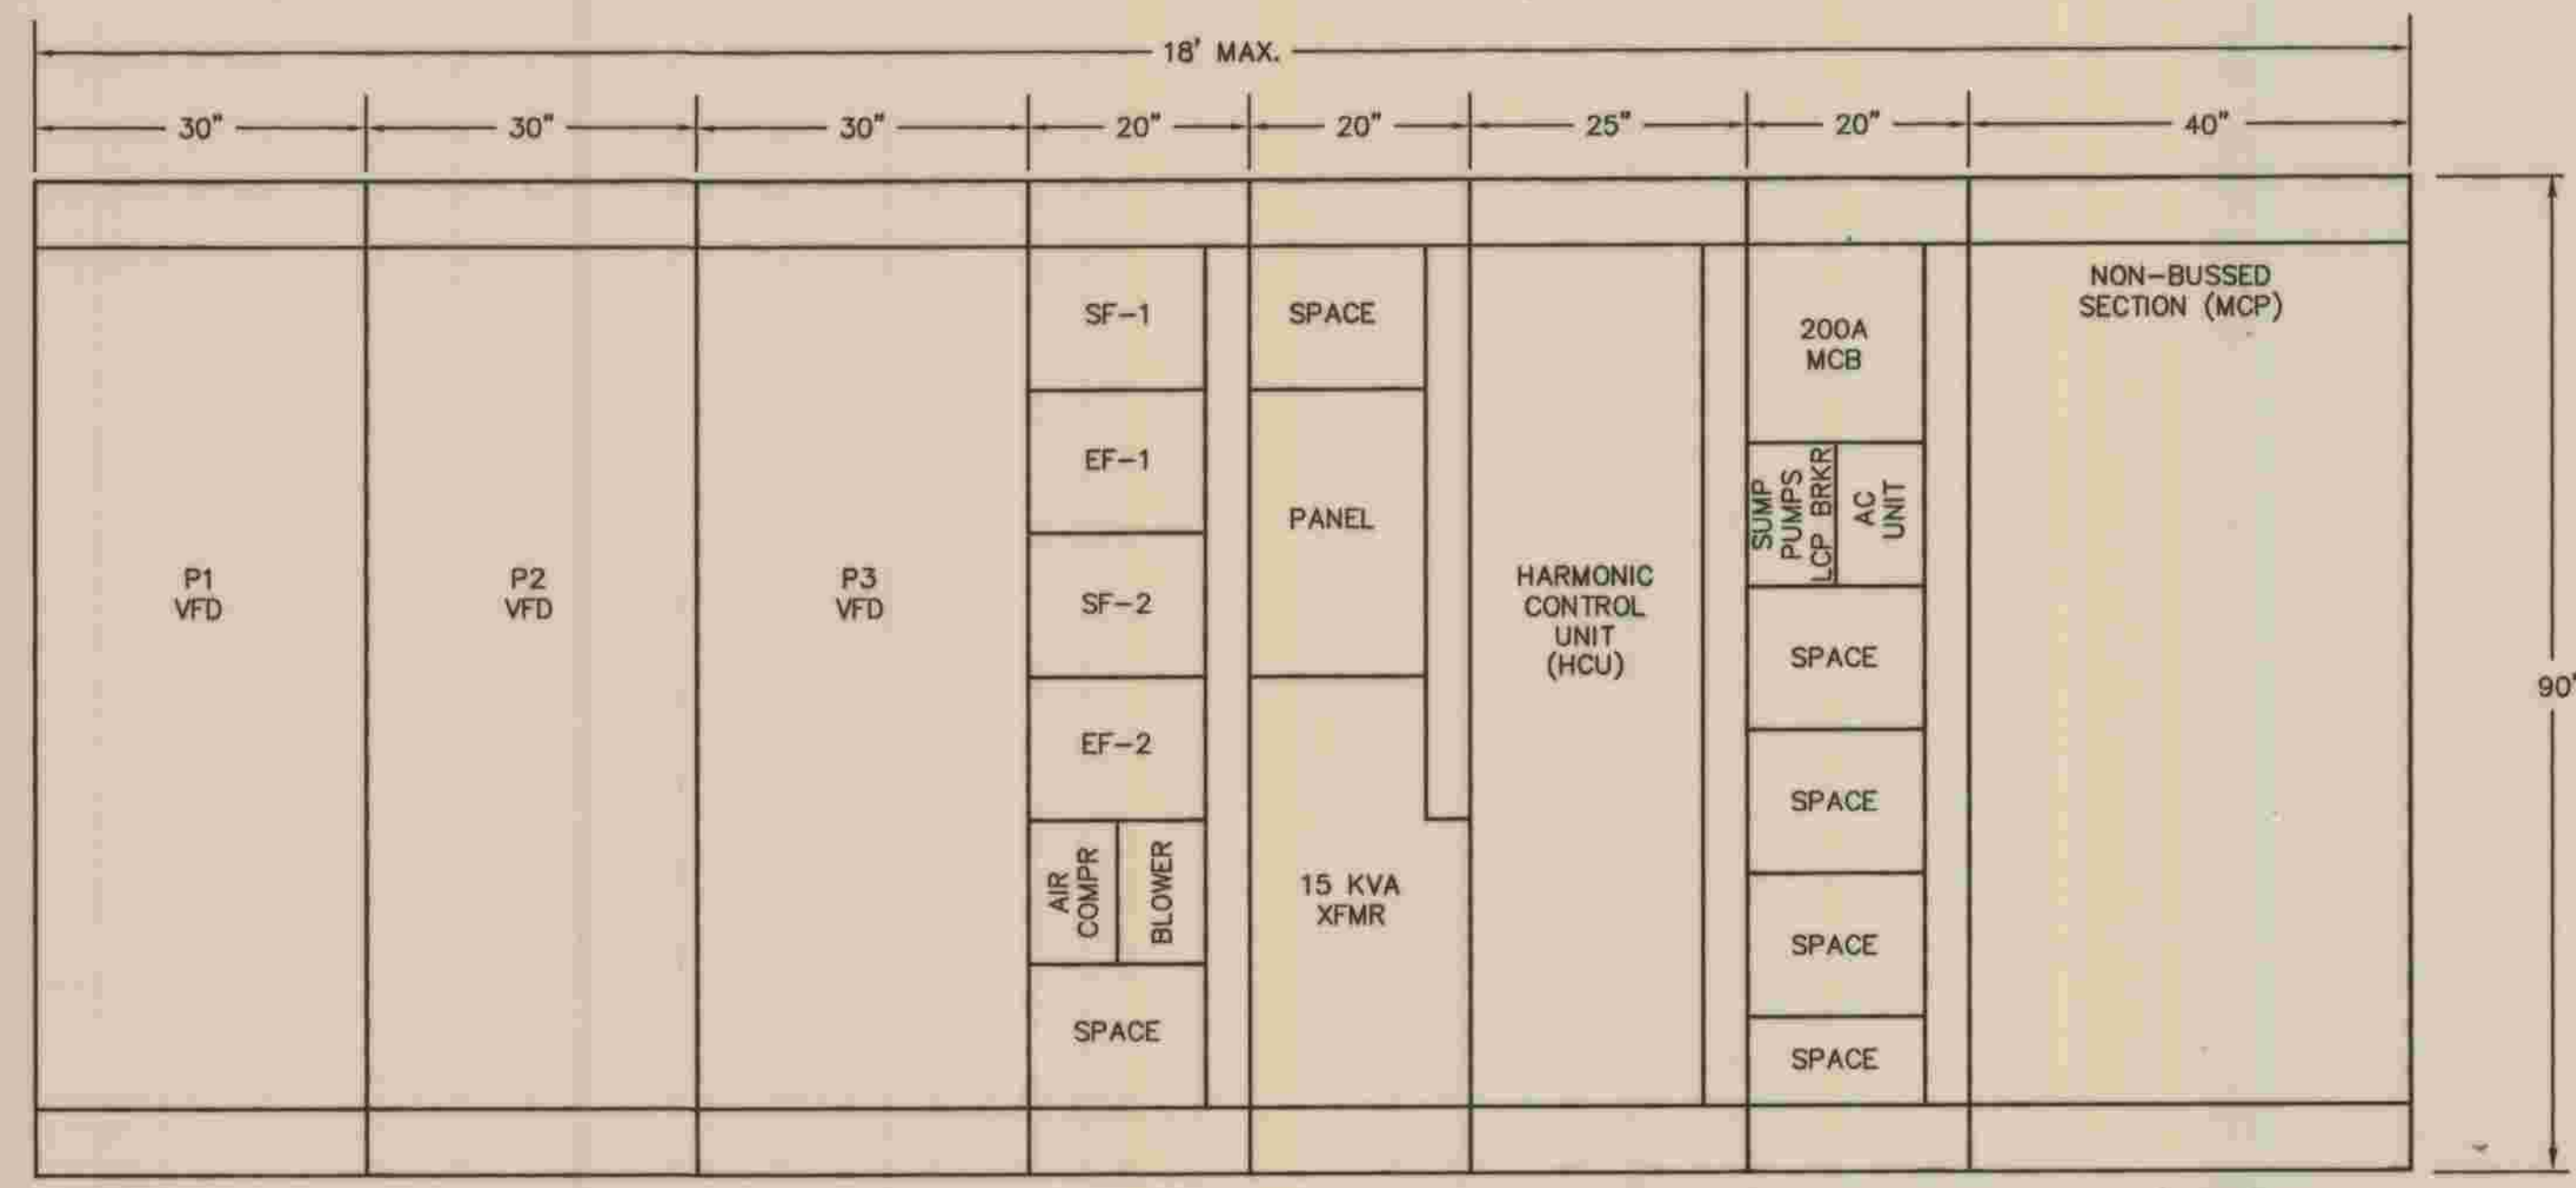 18' MAX.
30"
30"
30"
20"
20"
25"
20"
40"
P1
VFD
P2
VFD
P3
VFD
SF-1
EF-1
SF-2
EF-2
AIR
COMPR
BLOWER
SPACE
SPACE
PANEL
15 KVA
XFMR
HARMONIC
CONTROL
UNIT
(HCU)
200A
MCB
SUMP
PUMPS
LCP BRKR
AC
UNIT
SPACE
SPACE
SPACE
SPACE
NON-BUSSED
SECTION (MCP)
90"